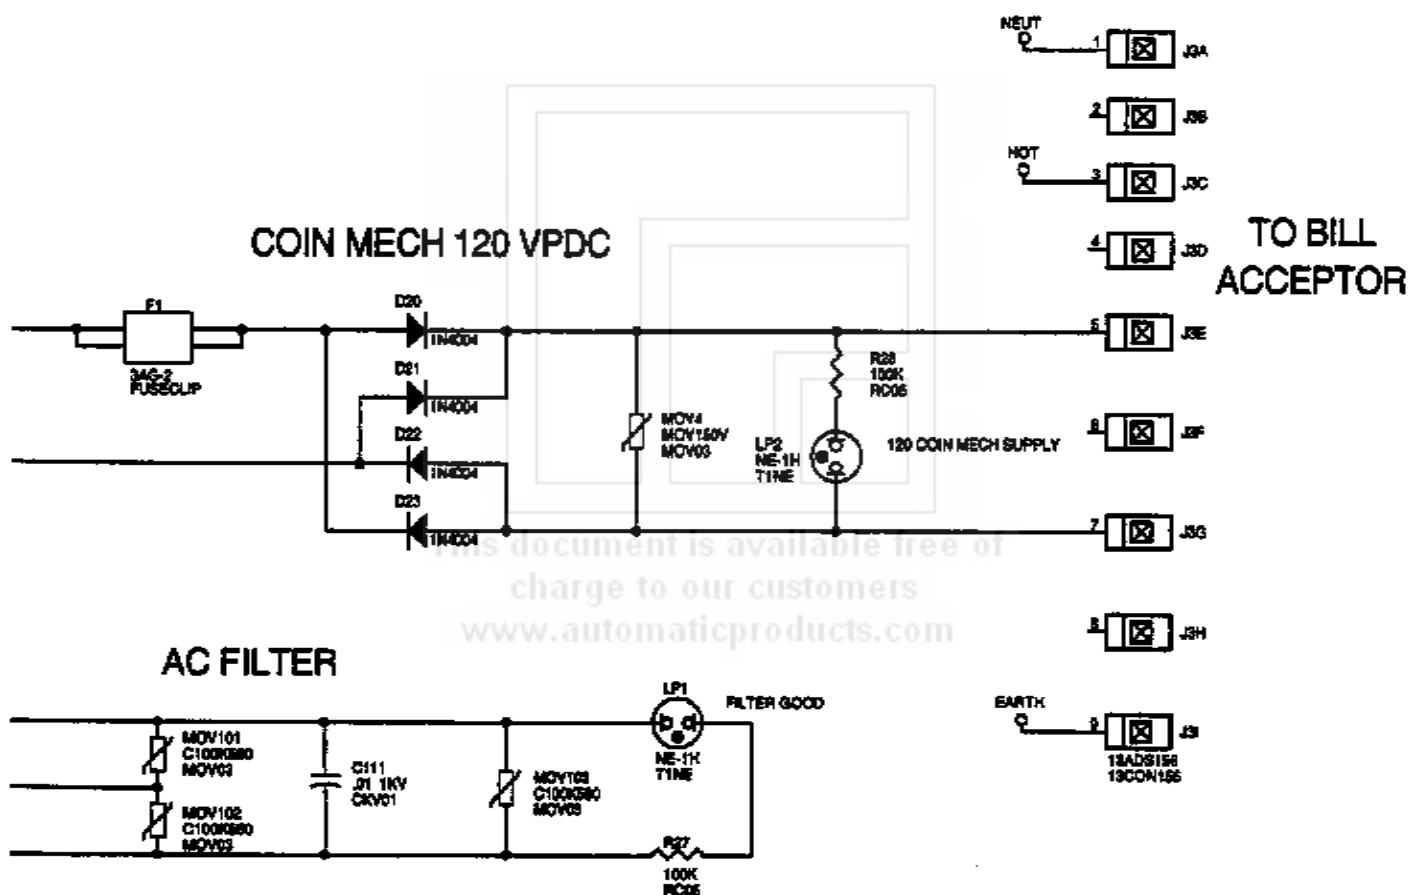 NEUT
1
J3A
2
J3B
HOT
3
J3C
4
J3D
TO BILL
ACCEPTOR
COIN MECH 120 VPDC
F1
3AG-2
FUSECLIP
D20
1N4004
D21
1N4004
D22
1N4004
D23
1N4004
MOV4
MOV150V
MOV03
R28
100K
RC05
LP2
NE-1H
T1NE
120 COIN MECH SUPPLY
5
J3E
6
J3F
7
J3G
8
J3H
This document is available free of
charge to our customers
www.automaticproducts.com
AC FILTER
MOV101
MOV03
MOV102
MOV03
C111
.01 1KV
CKV01
MOV103
MOV03
LP1
NE-1H
T1NE
FILTER GOOD
R27
100K
RC05
EARTH
9
J3I
13CON156